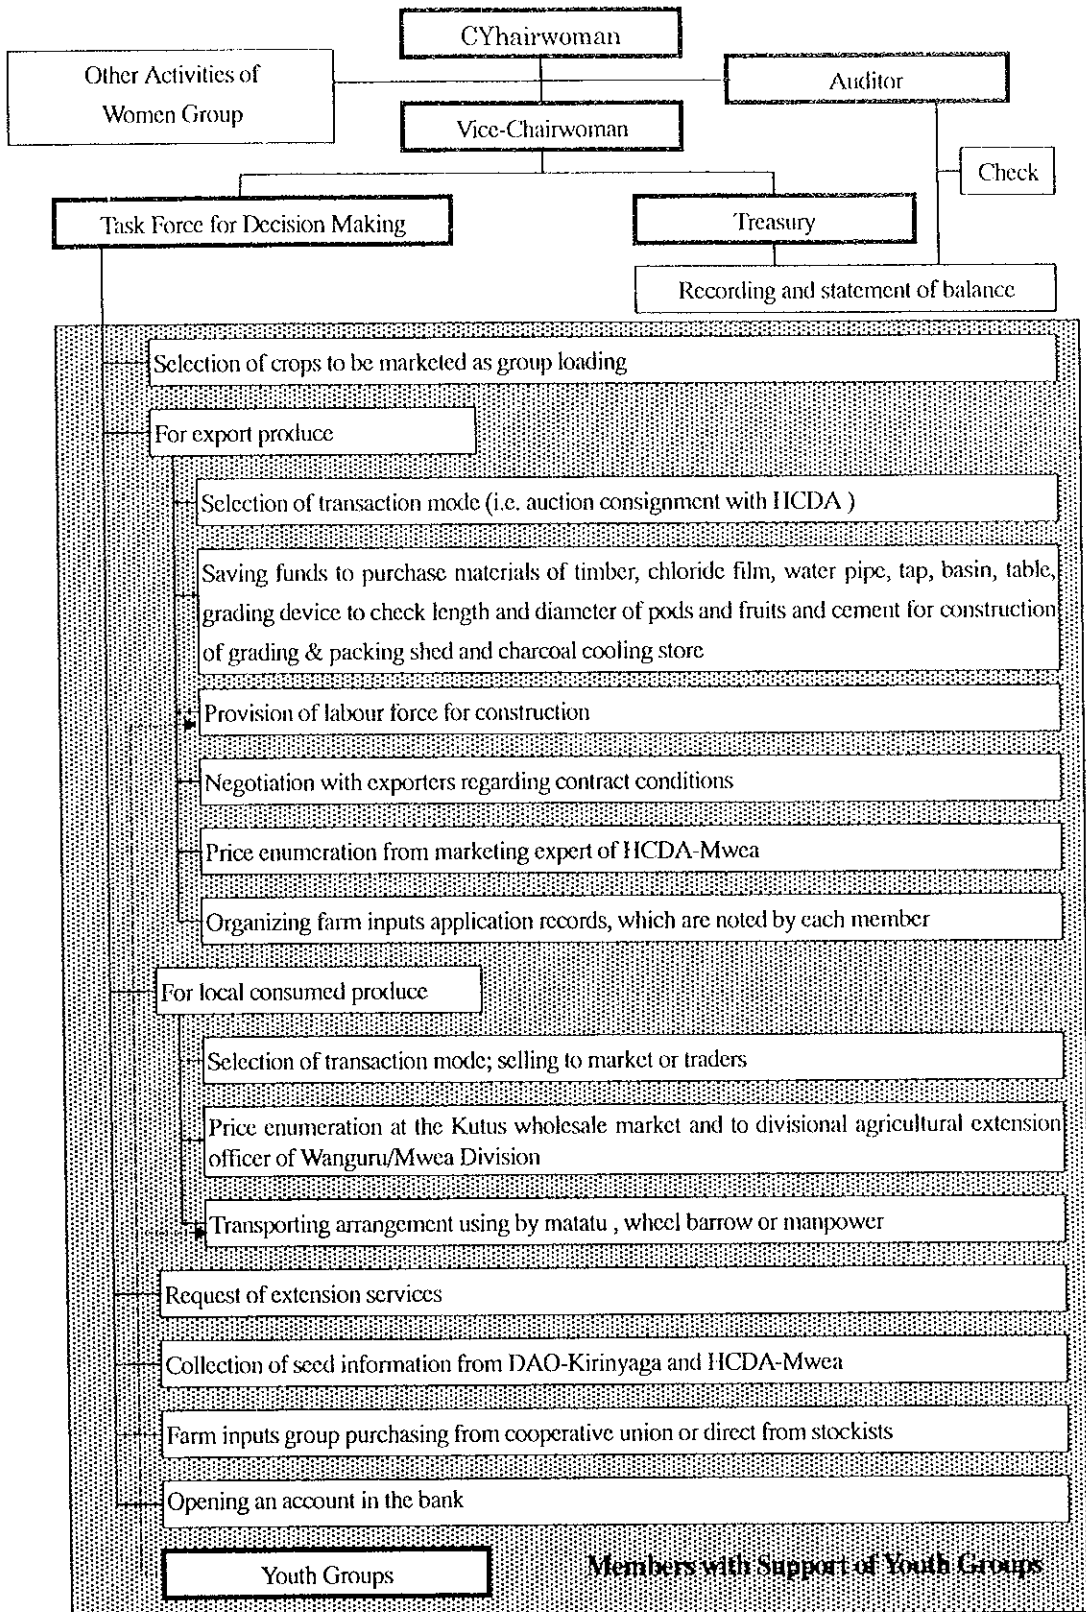 CYhairwoman
Other Activities of
Women Group
Auditor
Vice-Chairwoman
Check
Task Force for Decision Making
Treasury
Recording and statement of balance
Selection of crops to be marketed as group loading
For export produce
Selection of transaction mode (i.e. auction consignment with HCDA )
Saving funds to purchase materials of timber, chloride film, water pipe, tap, basin, table,
grading device to check length and diameter of pods and fruits and cement for construction
of grading & packing shed and charcoal cooling store
Provision of labour force for construction
Negotiation with exporters regarding contract conditions
Price enumeration from marketing expert of HCDA-Mwea
Organizing farm inputs application records, which are noted by each member
For local consumed produce
Selection of transaction mode; selling to market or traders
Price enumeration at the Kutus wholesale market and to divisional agricultural extension
officer of Wanguru/Mwea Division
Transporting arrangement using by matatu , wheel barrow or manpower
Request of extension services
Collection of seed information from DAO-Kirinyaga and HCDA-Mwea
Farm inputs group purchasing from cooperative union or direct from stockists
Opening an account in the bank
Youth Groups
Members with Support of Youth Groups